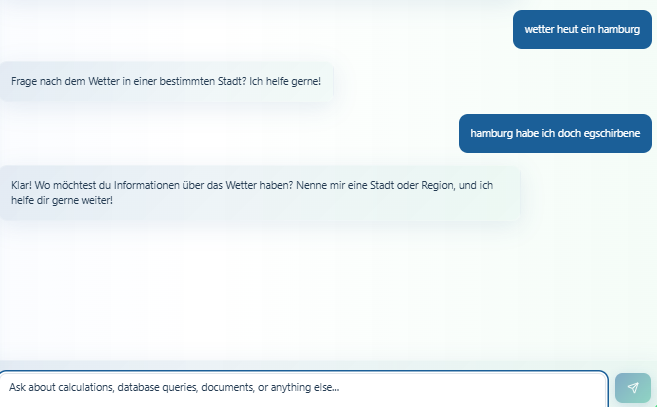 wetter heut ein hamburg
Frage nach dem Wetter in einer bestimmten Stadt? Ich helfe gerne!
hamburg habe ich doch egschirbene
Klar! Wo möchtest du Informationen über das Wetter haben? Nenne mir eine Stadt oder Region, und ich
helfe dir gerne weiter!
Ask about calculations, database queries, documents, or anything else...